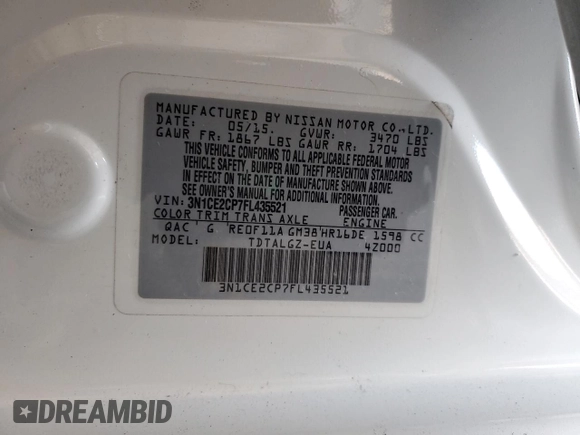 MANUFACTURED BY NISSAN MOTOR CO.,LTD.
DATE: 05/15. GVWR: 3470 LBS
GAWR FR: 1867 LBS GAWR RR: 1704 LBS
THIS VEHICLE CONFORMS TO ALL APPLICABLE FEDERAL MOTOR
VEHICLE SAFETY, BUMPER AND THEFT PREVENTION STANDARDS
IN EFFECT ON THE DATE OF MANUFACTURE SHOWN ABOVE.
SEE OWNER'S MANUAL FOR ADDITIONAL INFORMATION.
VIN: 3N1CE2CP7FL435521 PASSENGER CAR.
COLOR TRIM TRANS AXLE ENGINE
QAC G RE0F11A GM38 HR16DE 1598 CC
MODEL: TDTALGZ-EUA 4Z000
3N1CE2CP7FL435521
DREAMBID